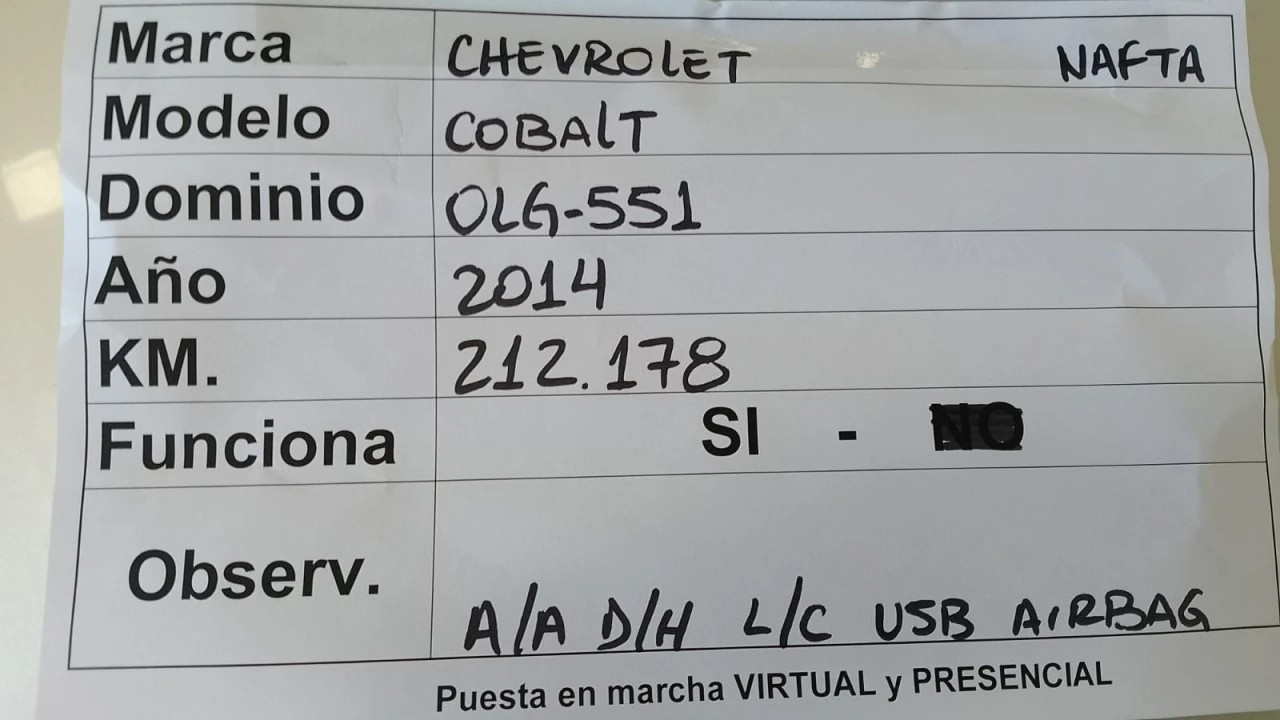 Marca CHEVROLET NAFTA
Modelo COBALT
Dominio OLG-551
Año 2014
KM. 212.178
Funciona SI - NO
Observ. A/A D/H L/C USB AIRBAG
Puesta en marcha VIRTUAL y PRESENCIAL